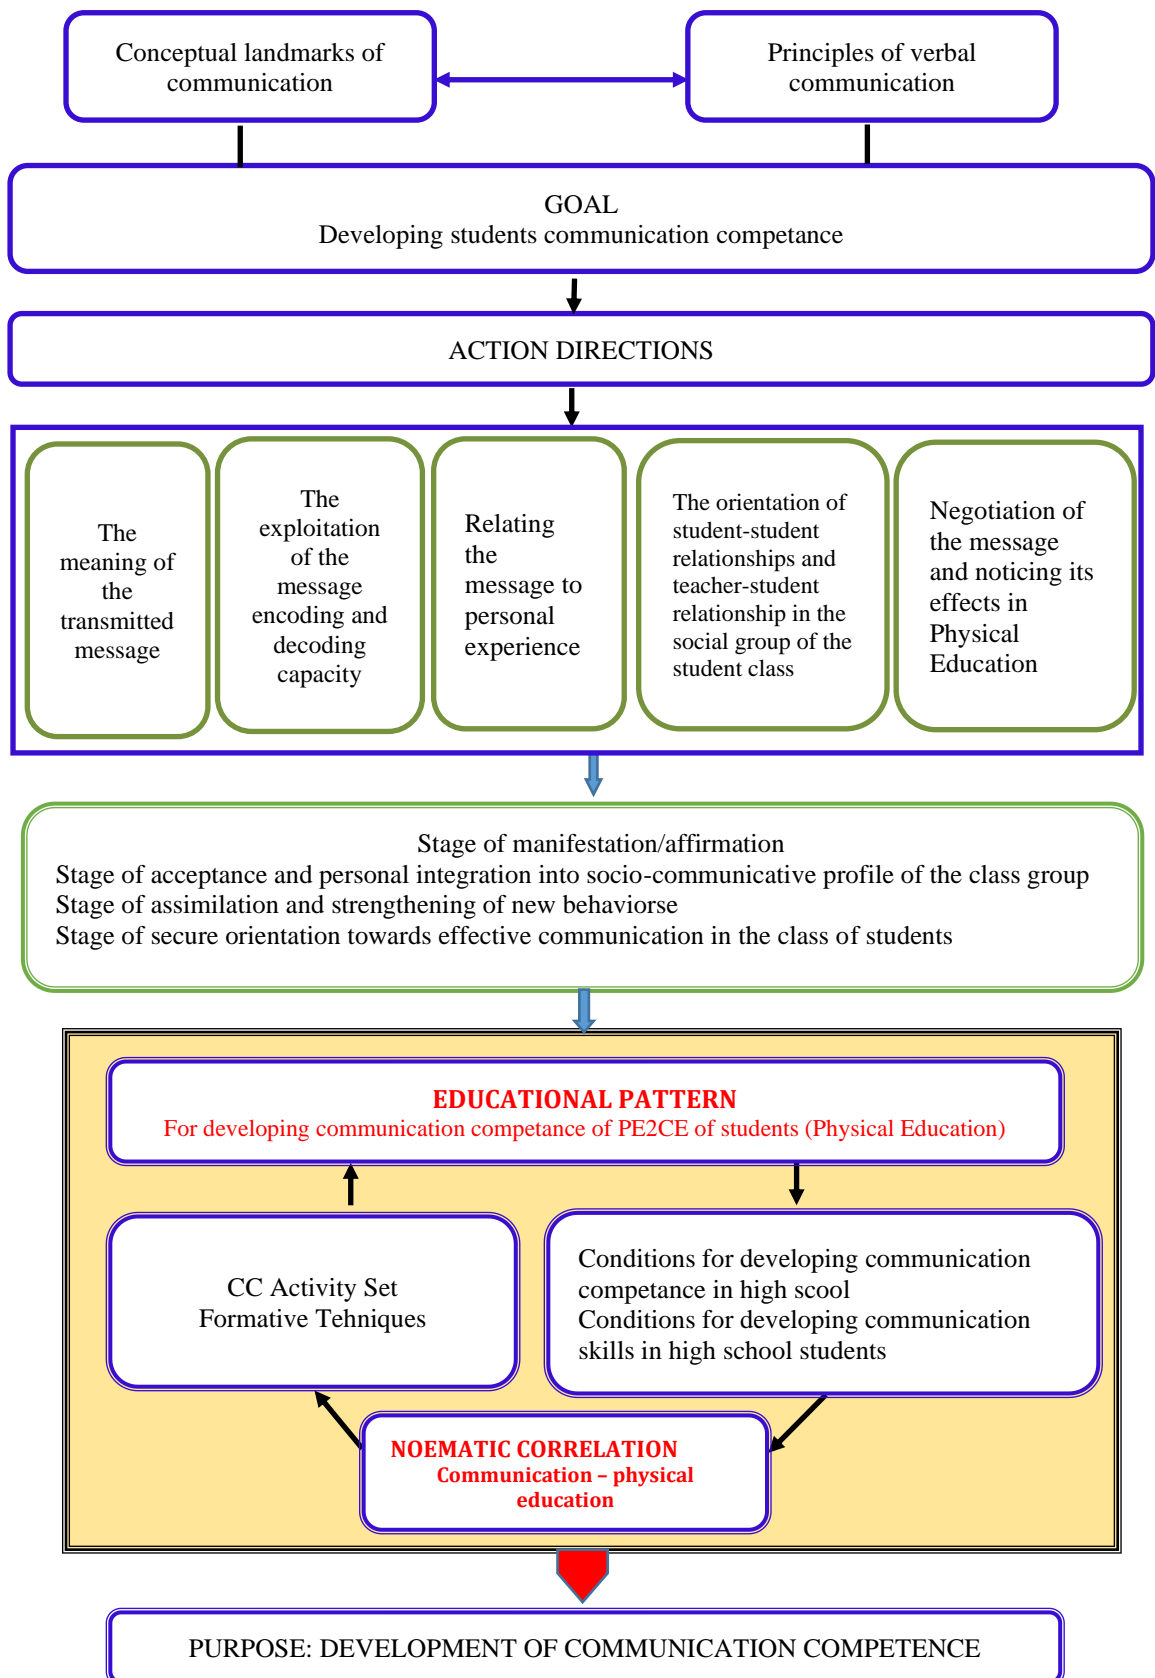 Conceptual landmarks of
communication
Principles of verbal
communication
GOAL
Developing students communication competance
ACTION DIRECTIONS
The
meaning of
the
transmitted
message
The
exploitation
of the
message
encoding and
decoding
capacity
Relating
the
message to
personal
experience
The orientation of
student-student
relationships and
teacher-student
relationship in the
social group of the
student class
Negotiation of
the message
and noticing its
effects in
Physical
Education
Stage of manifestation/affirmation
Stage of acceptance and personal integration into socio-communicative profile of the class group
Stage of assimilation and strengthening of new behaviorse
Stage of secure orientation towards effective communication in the class of students
EDUCATIONAL PATTERN
For developing communication competance of PE2CE of students (Physical Education)
CC Activity Set
Formative Tehniques
Conditions for developing communication
competance in high scool
Conditions for developing communication
skills in high school students
NOEMATIC CORRELATION
Communication – physical
education
PURPOSE: DEVELOPMENT OF COMMUNICATION COMPETENCE